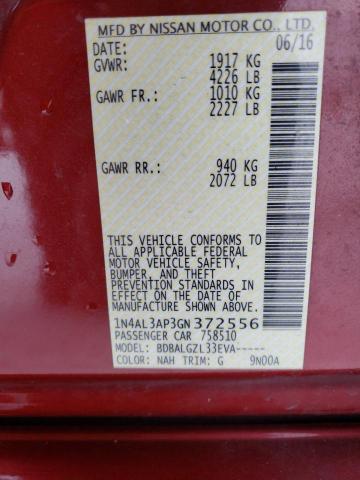 MFD BY NISSAN MOTOR CO., LTD.
DATE: 06/16
GVWR: 1917 KG
4226 LB
GAWR FR.: 1010 KG
2227 LB
GAWR RR.: 940 KG
2072 LB
THIS VEHICLE CONFORMS TO
ALL APPLICABLE FEDERAL
MOTOR VEHICLE SAFETY,
BUMPER, AND THEFT
PREVENTION STANDARDS
IN EFFECT ON THE DATE OF
MANUFACTURE SHOWN ABOVE.
1N4AL3AP3GN372556
PASSENGER CAR 758510
MODEL: BDBALGZL33EVA-----
COLOR: NAH TRIM: G 9N00A